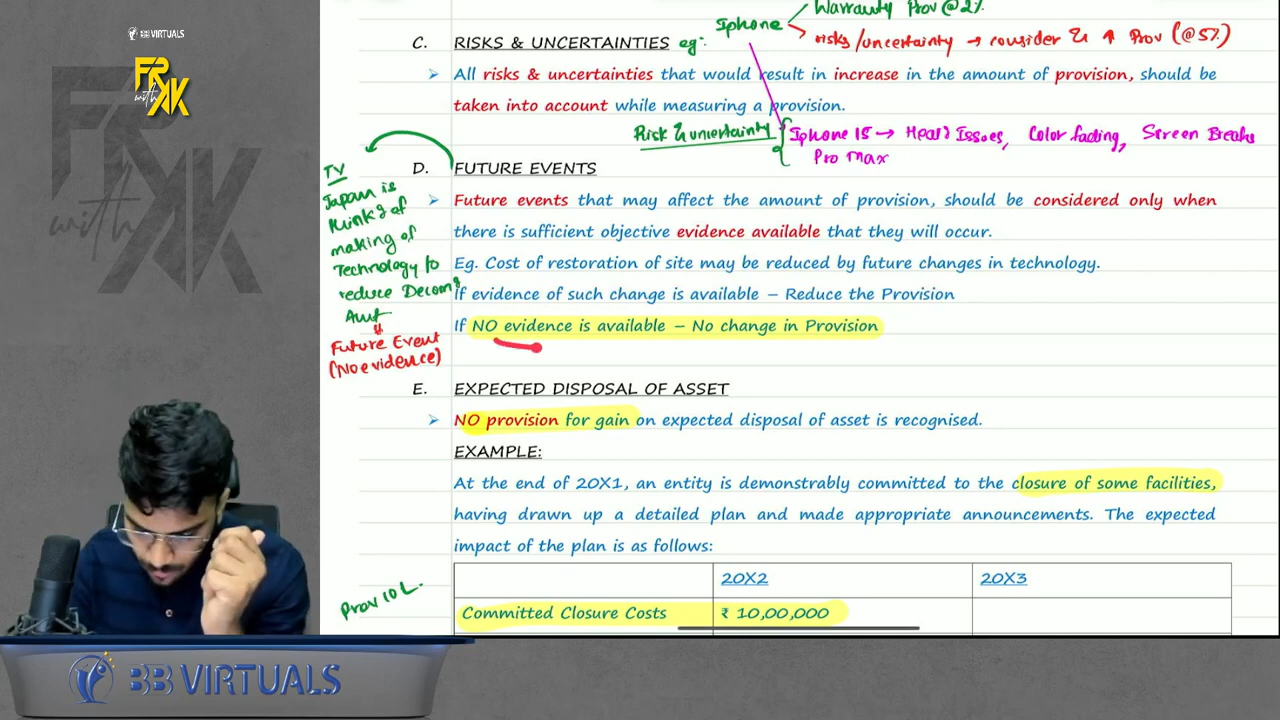 BB VIRTUALS
FR
with
AK
FR
with
AK
Warranty Prov @ 2%
Iphone
C. RISKS & UNCERTAINTIES eg:
risks/uncertainty → consider & ↑ Prov (@5%)
➢ All risks & uncertainties that would result in increase in the amount of provision, should be
taken into account while measuring a provision.
Risk & uncertainty
Iphone 15 → Head Issues, Color fading, Screen Breaks
Pro Max
D. FUTURE EVENTS
➢ Future events that may affect the amount of provision, should be considered only when
there is sufficient objective evidence available that they will occur.
Eg. Cost of restoration of site may be reduced by future changes in technology.
If evidence of such change is available – Reduce the Provision
If NO evidence is available – No change in Provision
TV
Japan is
making of
Technology to
reduce Decom
Amt
Future Event
(No evidence)
E. EXPECTED DISPOSAL OF ASSET
➢ NO provision for gain on expected disposal of asset is recognised.
EXAMPLE:
At the end of 20X1, an entity is demonstrably committed to the closure of some facilities,
having drawn up a detailed plan and made appropriate announcements. The expected
impact of the plan is as follows:
20X2 20X3
Prov 10 L.
Committed Closure Costs ₹ 10,00,000
BB VIRTUALS